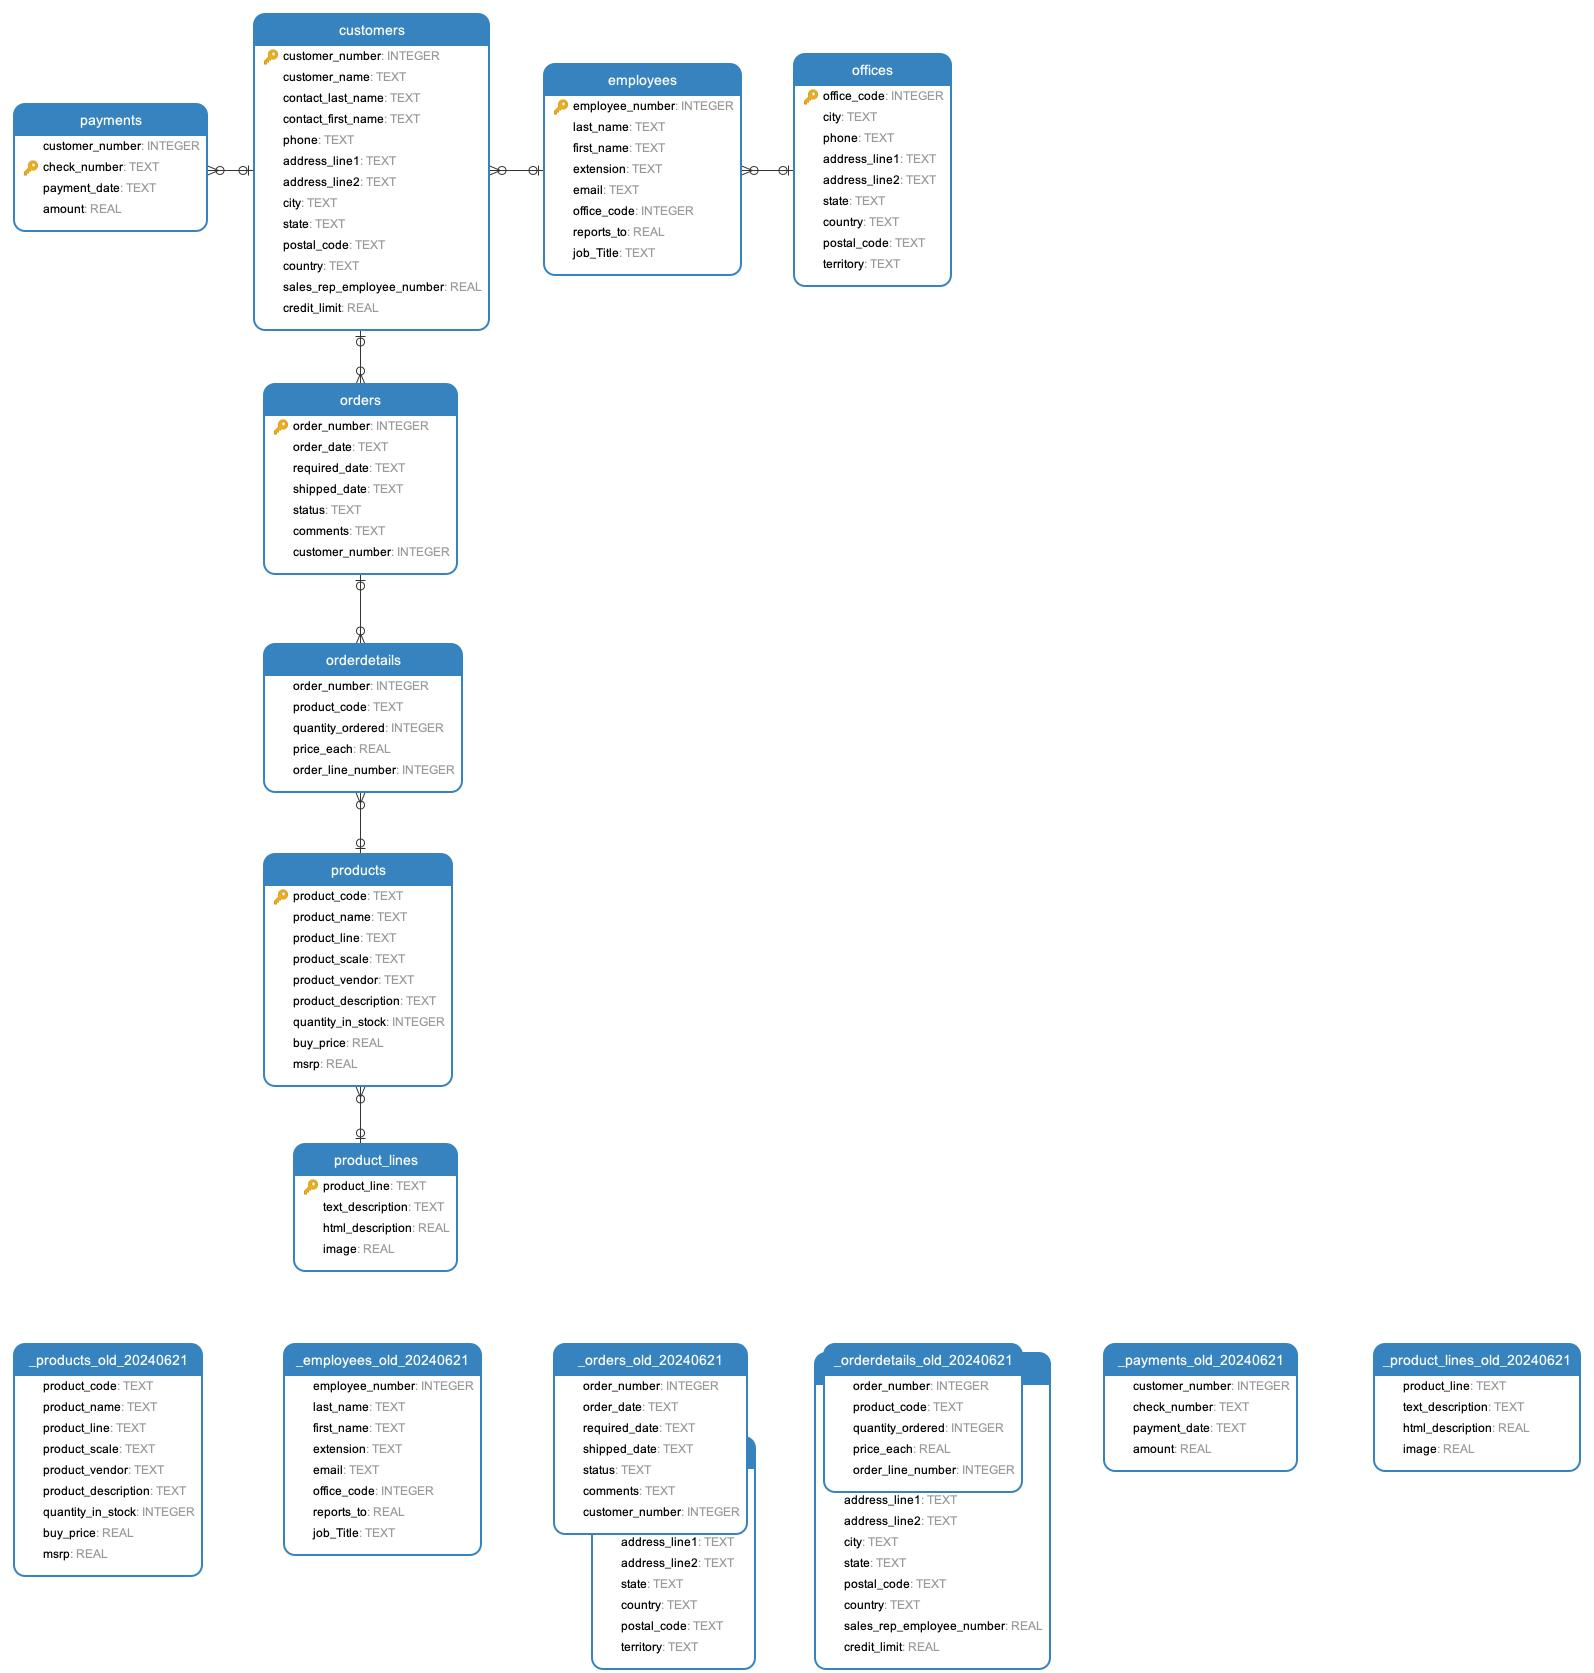 customers
customer_number: INTEGER
customer_name: TEXT
contact_last_name: TEXT
contact_first_name: TEXT
phone: TEXT
address_line1: TEXT
address_line2: TEXT
city: TEXT
state: TEXT
postal_code: TEXT
country: TEXT
sales_rep_employee_number: REAL
credit_limit: REAL
employees
employee_number: INTEGER
last_name: TEXT
first_name: TEXT
extension: TEXT
email: TEXT
office_code: INTEGER
reports_to: REAL
job_Title: TEXT
offices
office_code: INTEGER
city: TEXT
phone: TEXT
address_line1: TEXT
address_line2: TEXT
state: TEXT
country: TEXT
postal_code: TEXT
territory: TEXT
payments
customer_number: INTEGER
check_number: TEXT
payment_date: TEXT
amount: REAL
orders
order_number: INTEGER
order_date: TEXT
required_date: TEXT
shipped_date: TEXT
status: TEXT
comments: TEXT
customer_number: INTEGER
orderdetails
order_number: INTEGER
product_code: TEXT
quantity_ordered: INTEGER
price_each: REAL
order_line_number: INTEGER
products
product_code: TEXT
product_name: TEXT
product_line: TEXT
product_scale: TEXT
product_vendor: TEXT
product_description: TEXT
quantity_in_stock: INTEGER
buy_price: REAL
msrp: REAL
product_lines
product_line: TEXT
text_description: TEXT
html_description: REAL
image: REAL
_products_old_20240621
product_code: TEXT
product_name: TEXT
product_line: TEXT
product_scale: TEXT
product_vendor: TEXT
product_description: TEXT
quantity_in_stock: INTEGER
buy_price: REAL
msrp: REAL
_employees_old_20240621
employee_number: INTEGER
last_name: TEXT
first_name: TEXT
extension: TEXT
email: TEXT
office_code: INTEGER
reports_to: REAL
job_Title: TEXT
_orders_old_20240621
order_number: INTEGER
order_date: TEXT
required_date: TEXT
shipped_date: TEXT
status: TEXT
comments: TEXT
customer_number: INTEGER
address_line1: TEXT
address_line2: TEXT
state: TEXT
country: TEXT
postal_code: TEXT
territory: TEXT
_orderdetails_old_20240621
order_number: INTEGER
product_code: TEXT
quantity_ordered: INTEGER
price_each: REAL
order_line_number: INTEGER
address_line1: TEXT
address_line2: TEXT
city: TEXT
state: TEXT
postal_code: TEXT
country: TEXT
sales_rep_employee_number: REAL
credit_limit: REAL
_payments_old_20240621
customer_number: INTEGER
check_number: TEXT
payment_date: TEXT
amount: REAL
_product_lines_old_20240621
product_line: TEXT
text_description: TEXT
html_description: REAL
image: REAL